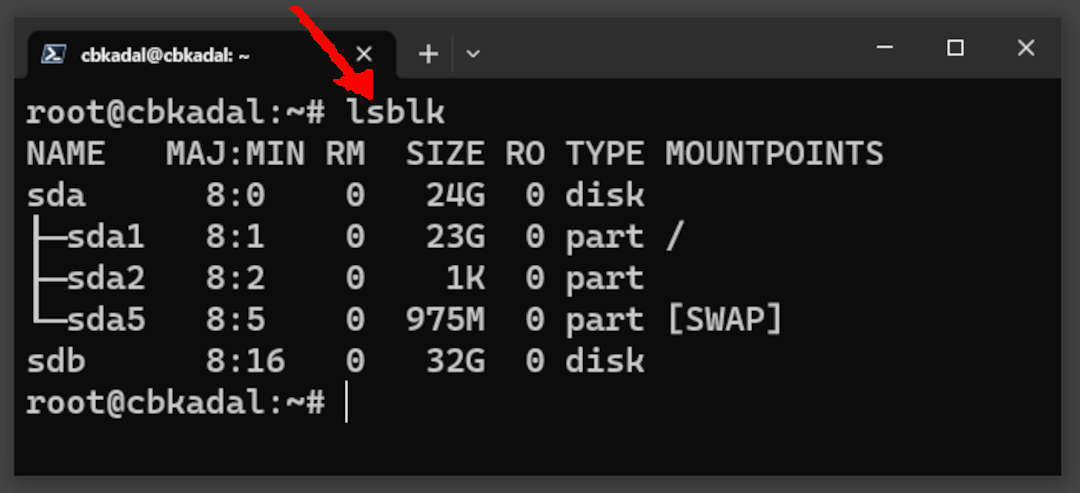 cbkadal@cbkadal: ~
root@cbkadal:~# lsblk
NAME   MAJ:MIN RM  SIZE RO TYPE MOUNTPOINTS
sda      8:0    0   24G  0 disk
├─sda1   8:1    0   23G  0 part /
├─sda2   8:2    0    1K  0 part
└─sda5   8:5    0  975M  0 part [SWAP]
sdb      8:16   0   32G  0 disk
root@cbkadal:~#